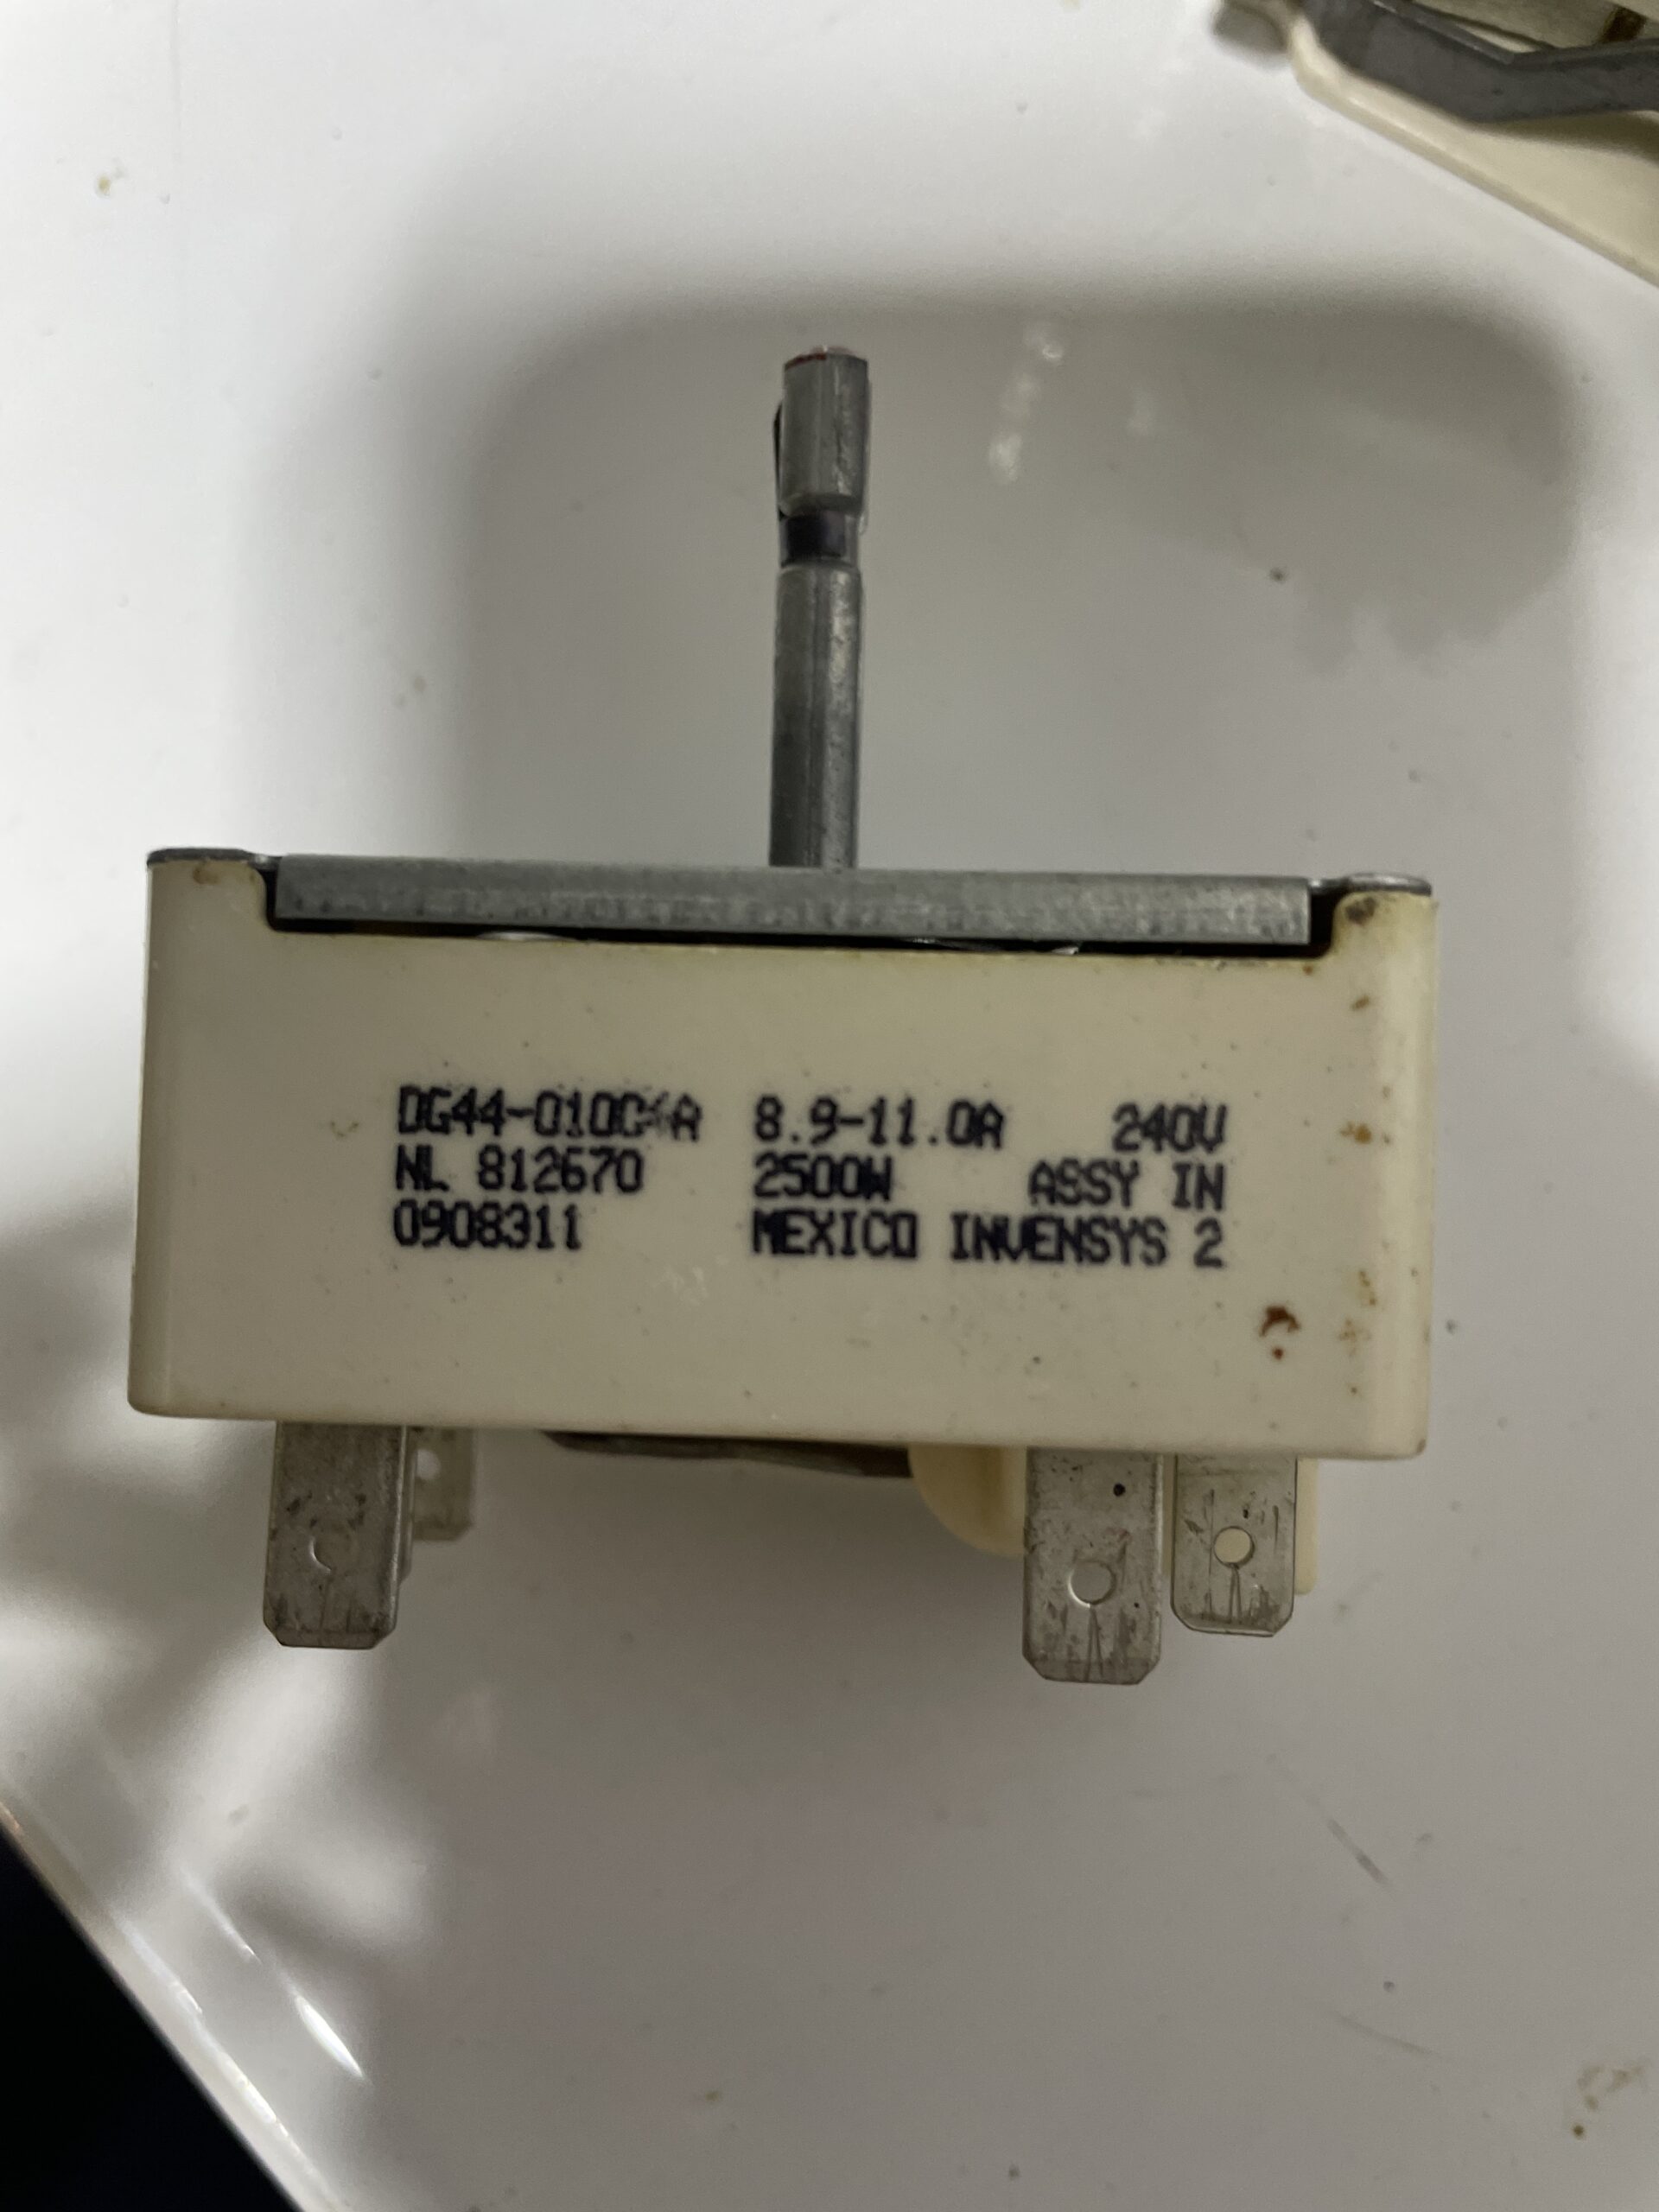 8.9-11.0A 240V
NL 812670 2500W ASSY IN
0908311 MEXICO INVENSYS 2